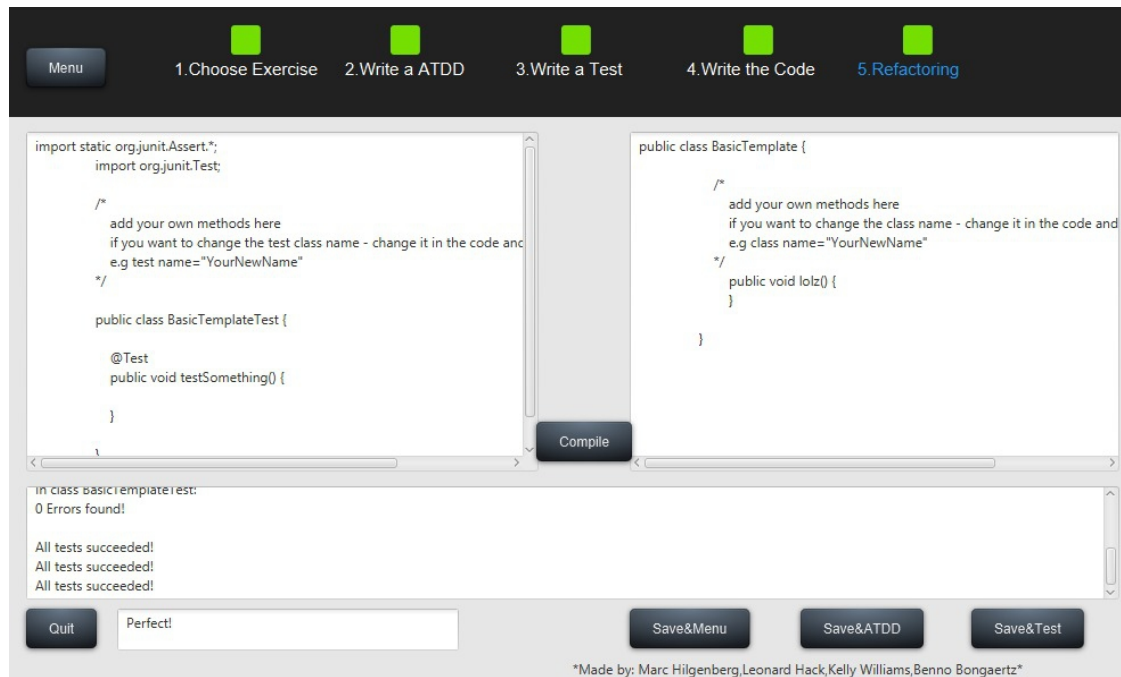 Menu
1.Choose Exercise
2.Write a ATDD
3.Write a Test
4.Write the Code
5.Refactoring
import static org.junit.Assert.*;
import org.junit.Test;
/*
add your own methods here
if you want to change the test class name - change it in the code and
e.g test name="YourNewName"
*/
public class BasicTemplateTest {
@Test
public void testSomething() {
}
}
Compile
public class BasicTemplate {
/*
add your own methods here
if you want to change the class name - change it in the code and
e.g class name="YourNewName"
*/
public void lolz() {
}
}
In class BasicTemplateTest:
0 Errors found!
All tests succeeded!
All tests succeeded!
All tests succeeded!
Quit
Perfect!
Save&Menu
Save&ATDD
Save&Test
*Made by: Marc Hilgenberg,Leonard Hack,Kelly Williams,Benno Bongaertz*